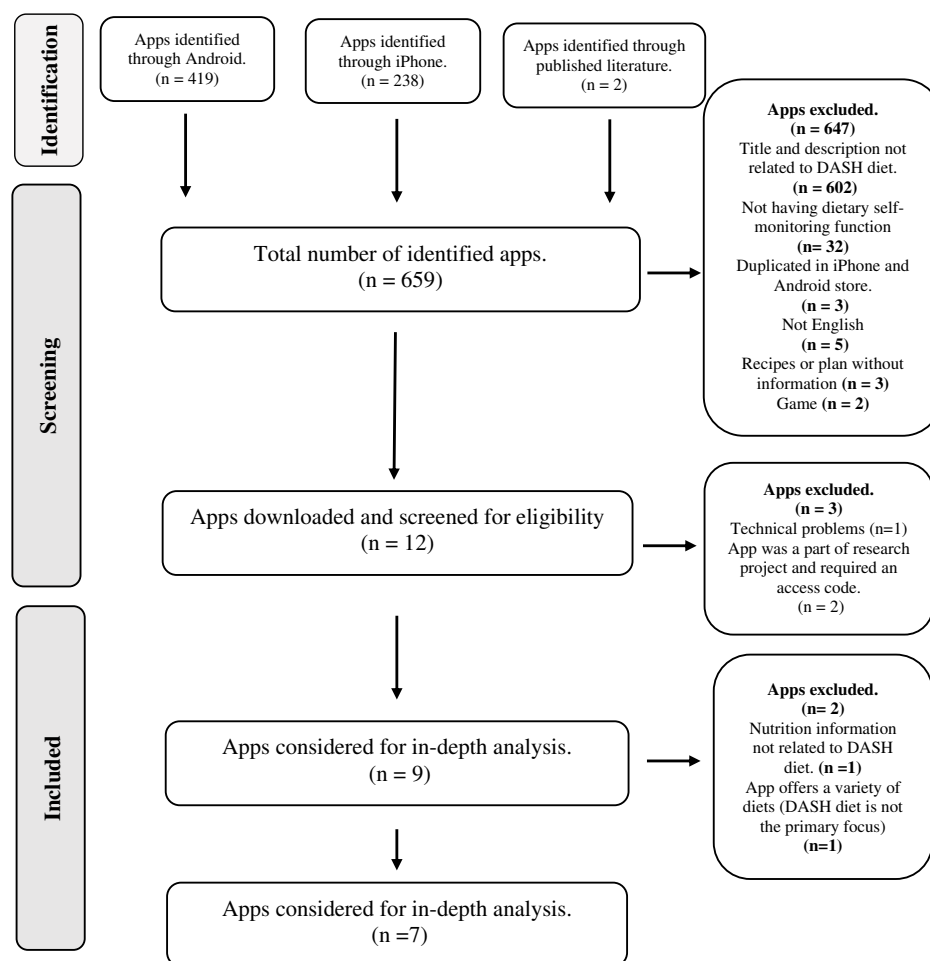 Identification
Apps identified
through Android.
(n = 419)
Apps identified
through iPhone.
(n = 238)
Apps identified through
published literature.
(n = 2)
Apps excluded.
(n = 647)
Title and description not
related to DASH diet.
(n = 602)
Not having dietary self-
monitoring function
(n= 32)
Duplicated in iPhone and
Android store.
(n = 3)
Not English
(n = 5)
Recipes or plan without
information (n = 3)
Game (n = 2)
Screening
Total number of identified apps.
(n = 659)
Apps downloaded and screened for eligibility
(n = 12)
Apps excluded.
(n = 3)
Technical problems (n=1)
App was a part of research
project and required an
access code.
(n = 2)
Included
Apps considered for in-depth analysis.
(n = 9)
Apps excluded.
(n= 2)
Nutrition information
not related to DASH
diet. (n =1)
App offers a variety of
diets (DASH diet is not
the primary focus)
(n=1)
Apps considered for in-depth analysis.
(n =7)